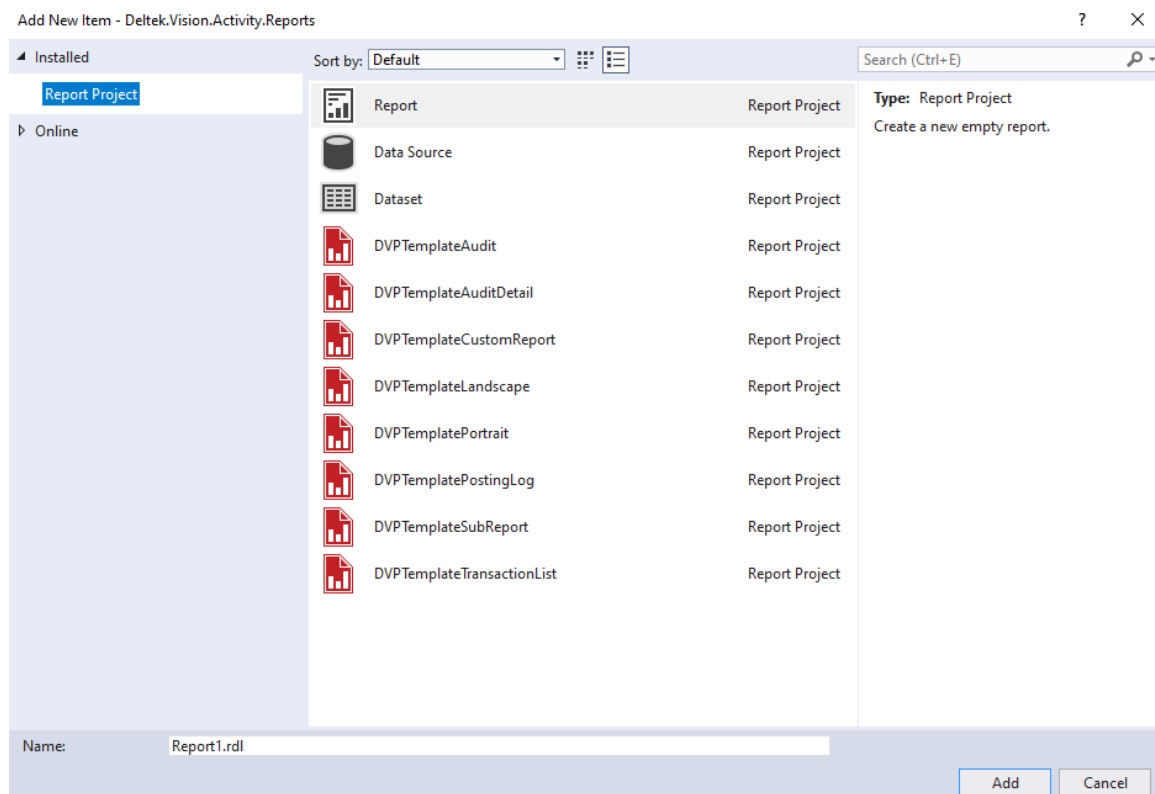 Add New Item - Deltek.Vision.Activity.Reports
?
Installed
Report Project
Online
Sort by: Default
Report Report Project
Data Source Report Project
Dataset Report Project
DVPTemplateAudit Report Project
DVPTemplateAuditDetail Report Project
DVPTemplateCustomReport Report Project
DVPTemplateLandscape Report Project
DVPTemplatePortrait Report Project
DVPTemplatePostingLog Report Project
DVPTemplateSubReport Report Project
DVPTemplateTransactionList Report Project
Search (Ctrl+E)
Type: Report Project
Create a new empty report.
Name: Report1.rdl
Add Cancel